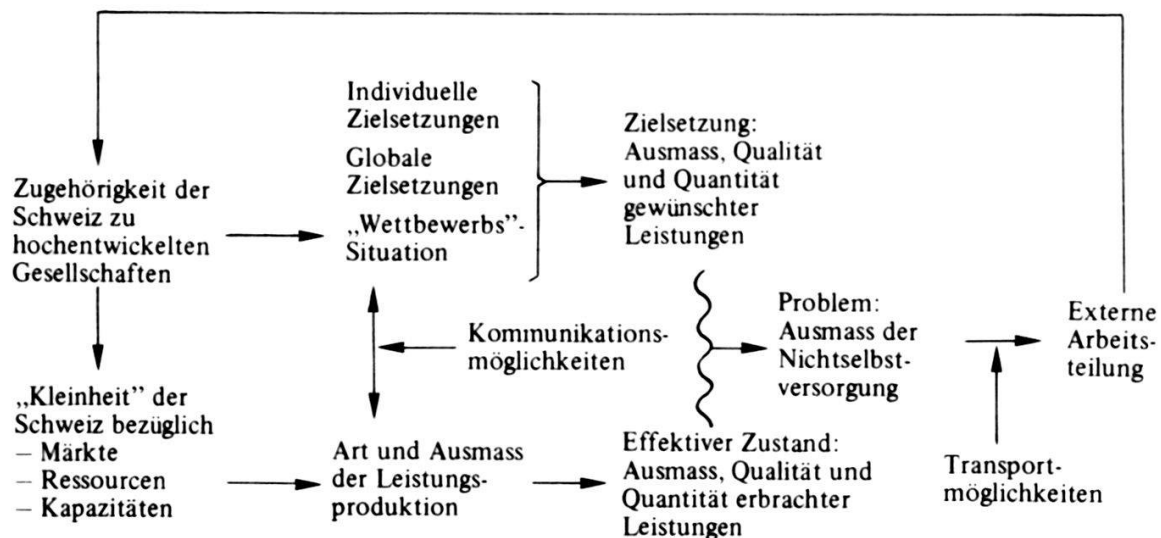 Individuelle
Zielsetzungen
Globale
Zielsetzungen
„Wettbewerbs”-
Situation
Zielsetzung:
Ausmass, Qualität
und Quantität
gewünschter
Leistungen
Zugehörigkeit der
Schweiz zu
hochentwickelten
Gesellschaften
Kommunikations-
möglichkeiten
Problem:
Ausmass der
Nichtselbst-
versorgung
Externe
Arbeits-
teilung
„Kleinheit” der
Schweiz bezüglich
– Märkte
– Ressourcen
– Kapazitäten
Art und Ausmass
der Leistungs-
produktion
Effektiver Zustand:
Ausmass, Qualität und
Quantität erbrachter
Leistungen
Transport-
möglichkeiten